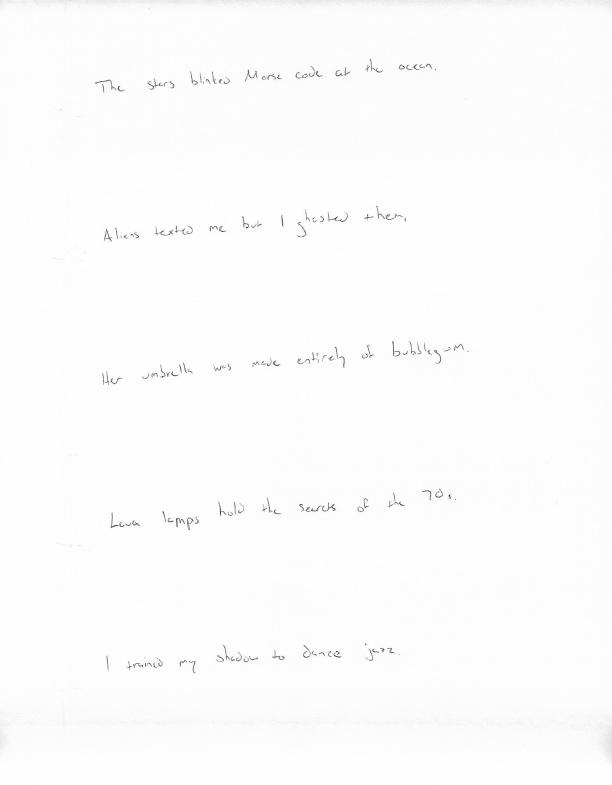 The stars blinked Morse code at the ocean.
Aliens texted me but I ghosted them.
Her umbrella was made entirely of bubblegum.
Lava lamps hold the secrets of the 70s.
I trained my shadow to dance jazz.